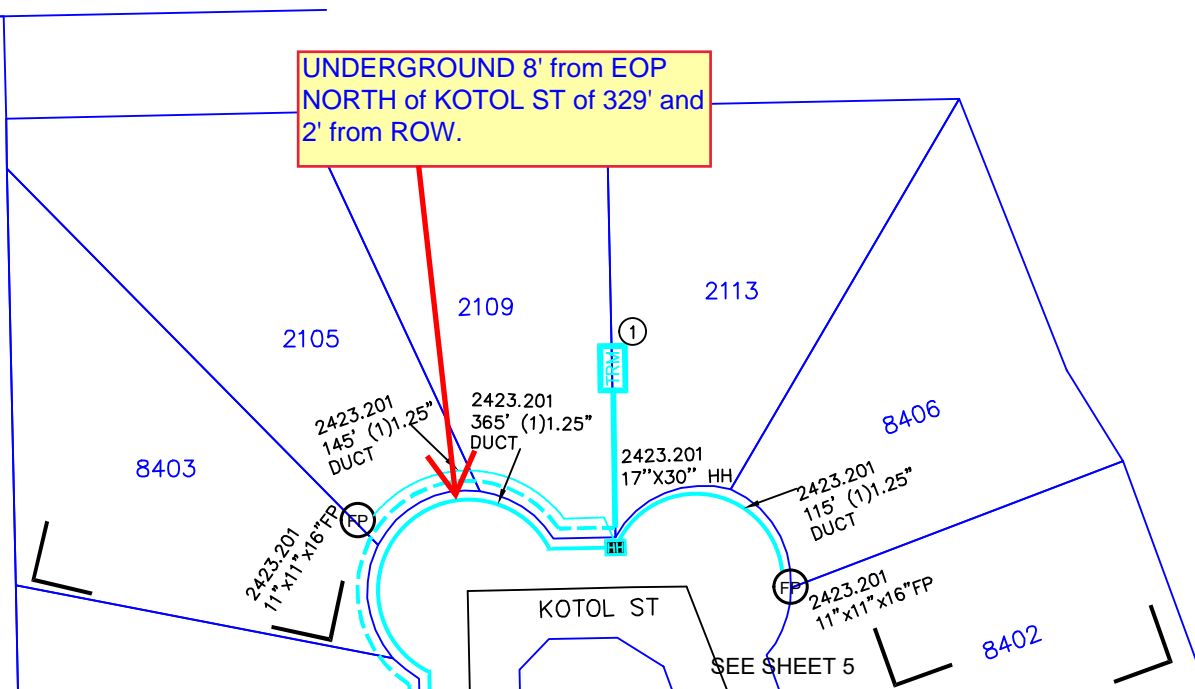 UNDERGROUND 8' from EOP
NORTH of KOTOL ST of 329' and
2' from ROW.
2113
2109
1
2105
TRM
2423.201
145' (1)1.25"
DUCT
2423.201
365' (1)1.25"
DUCT
8406
8403
2423.201
17"X30" HH
2423.201
115' (1)1.25"
DUCT
FP
2423.201
11"x11"x16"FP
FP
2423.201
11"x11"x16"FP
KOTOL ST
8402
SEE SHEET 5